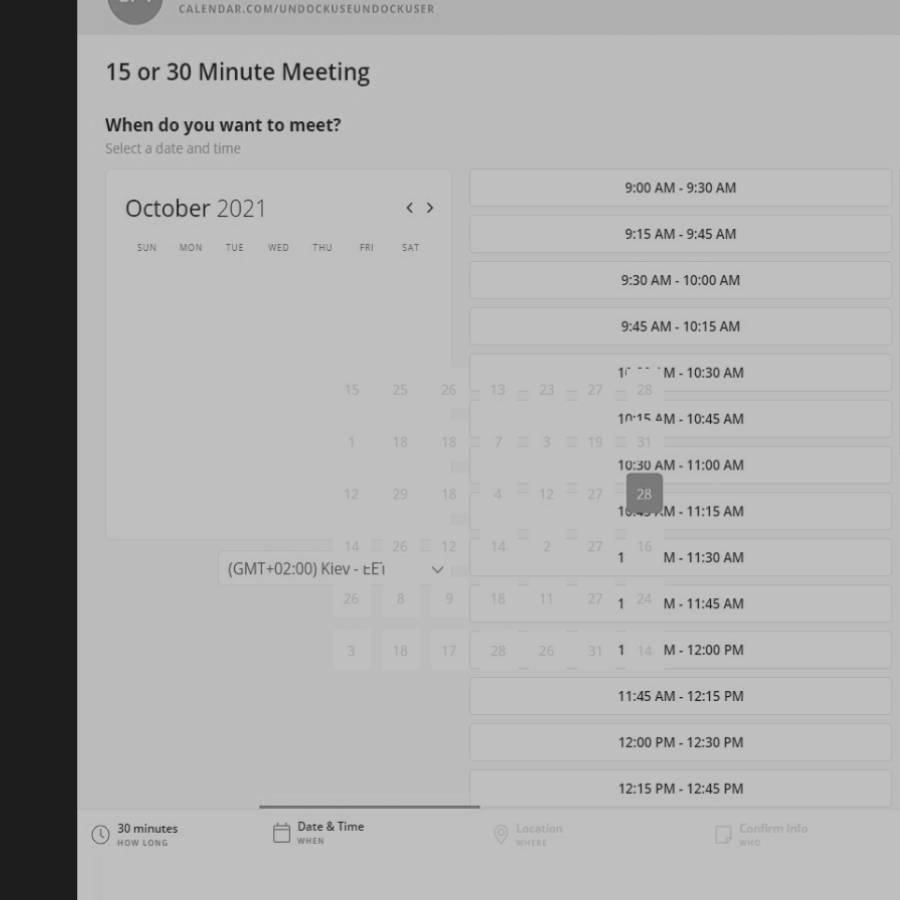 CALENDAR.COM/UNDOCKUSEUNDOCKUSER
15 or 30 Minute Meeting
When do you want to meet?
Select a date and time
October 2021
SUN MON TUE WED THU FRI SAT
9:00 AM - 9:30 AM
9:15 AM - 9:45 AM
9:30 AM - 10:00 AM
9:45 AM - 10:15 AM
M - 10:30 AM
15 25 26 13 23 27 28
10:15 AM - 10:45 AM
1 18 18 7 3 19 31
10:30 AM - 11:00 AM
12 29 18 4 12 27 28
M - 11:15 AM
14 26 12 14 2 27 16
1 M - 11:30 AM
(GMT+02:00) Kiev - EET
26 8 9 18 11 27 24
1 M - 11:45 AM
3 18 17 28 26 31 14
1 M - 12:00 PM
11:45 AM - 12:15 PM
12:00 PM - 12:30 PM
12:15 PM - 12:45 PM
30 minutes
HOW LONG
Date & Time
WHEN
Location
WHERE
Confirm Info
WHO